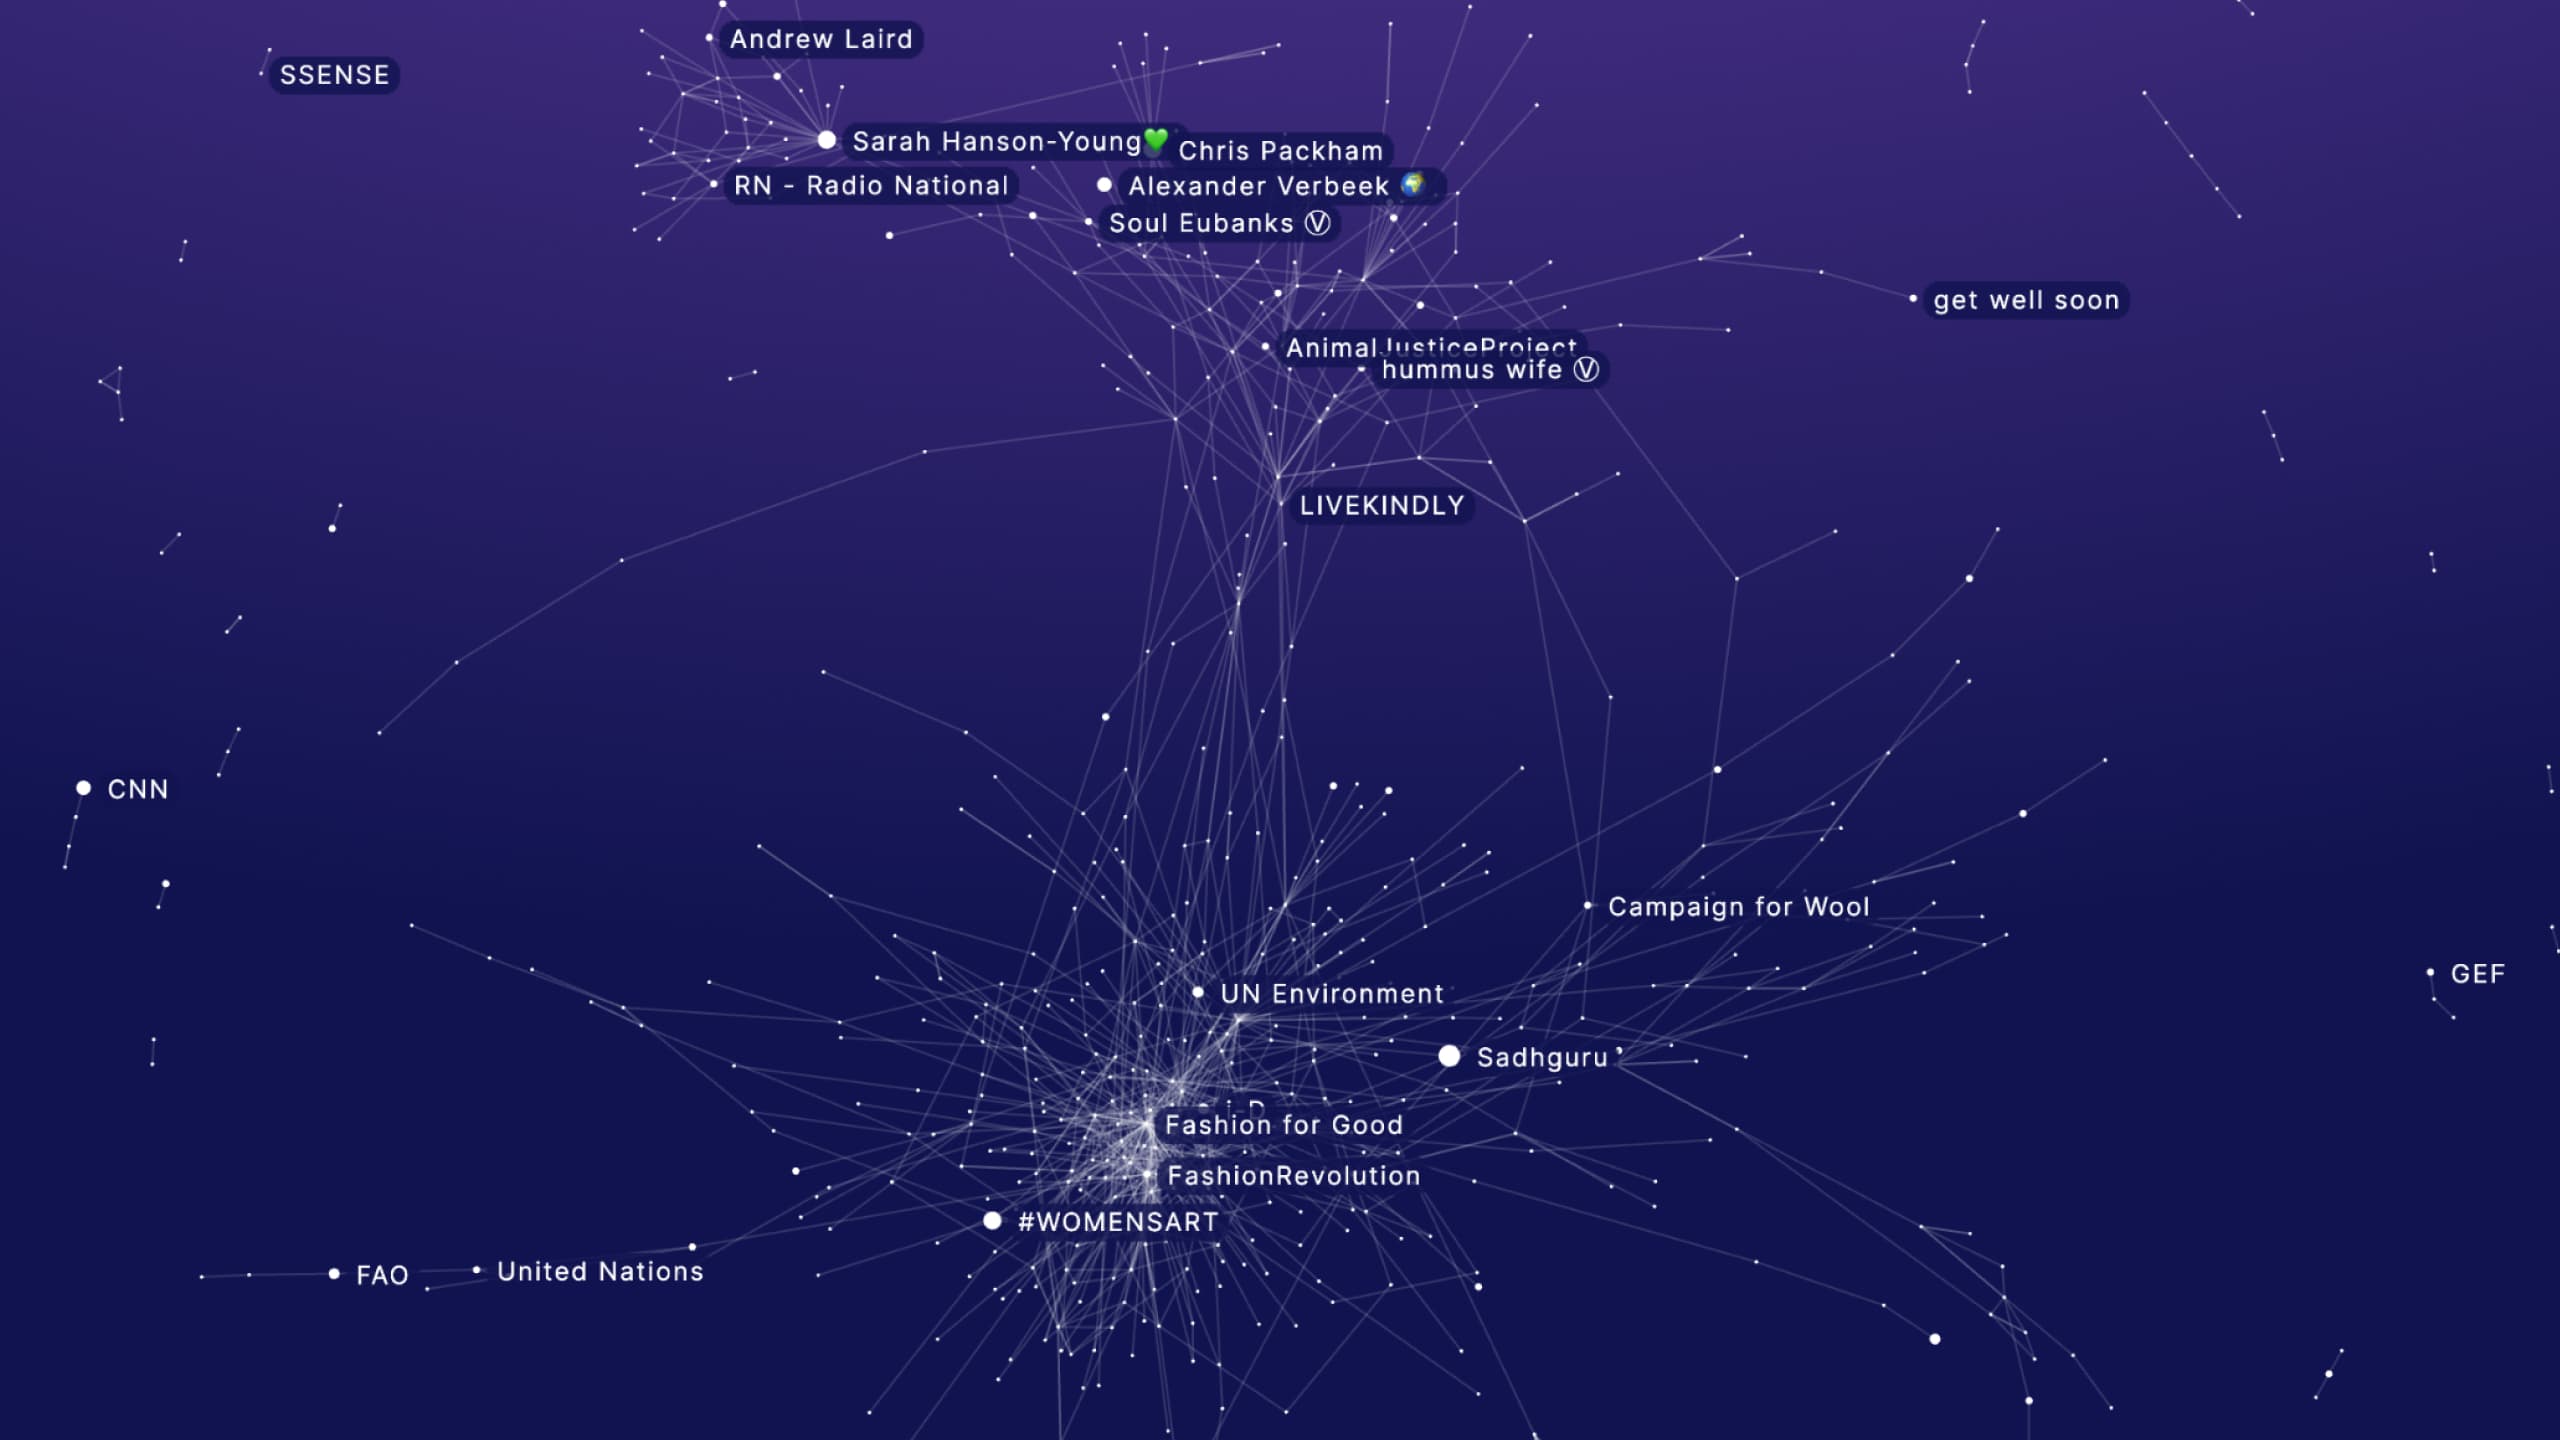 Andrew Laird
SSENSE
Sarah Hanson-Young💚
Chris Packham
RN - Radio National
Alexander Verbeek 🌍
Soul Eubanks Ⓥ
get well soon
AnimalJusticeProject
hummus wife Ⓥ
LIVEKINDLY
CNN
Campaign for Wool
GEF
UN Environment
Sadhguru
i-D
Fashion for Good
FashionRevolution
#WOMENSART
FAO
United Nations